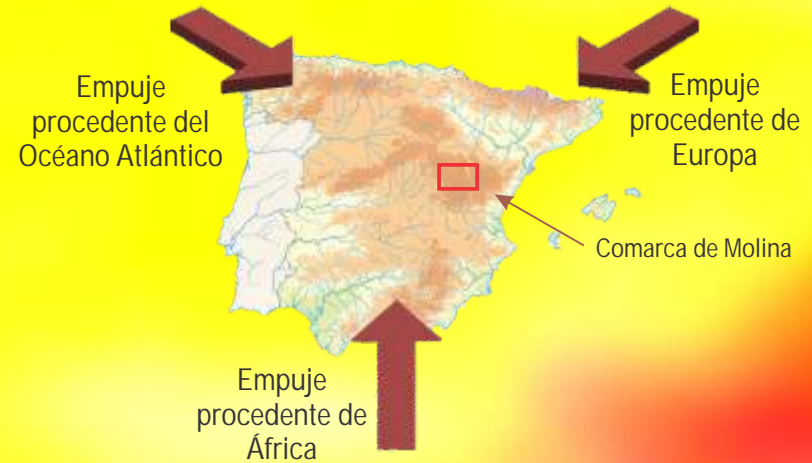 Empuje
procedente del
Océano Atlántico
Empuje
procedente de
Europa
Comarca de Molina
Empuje
procedente de
África